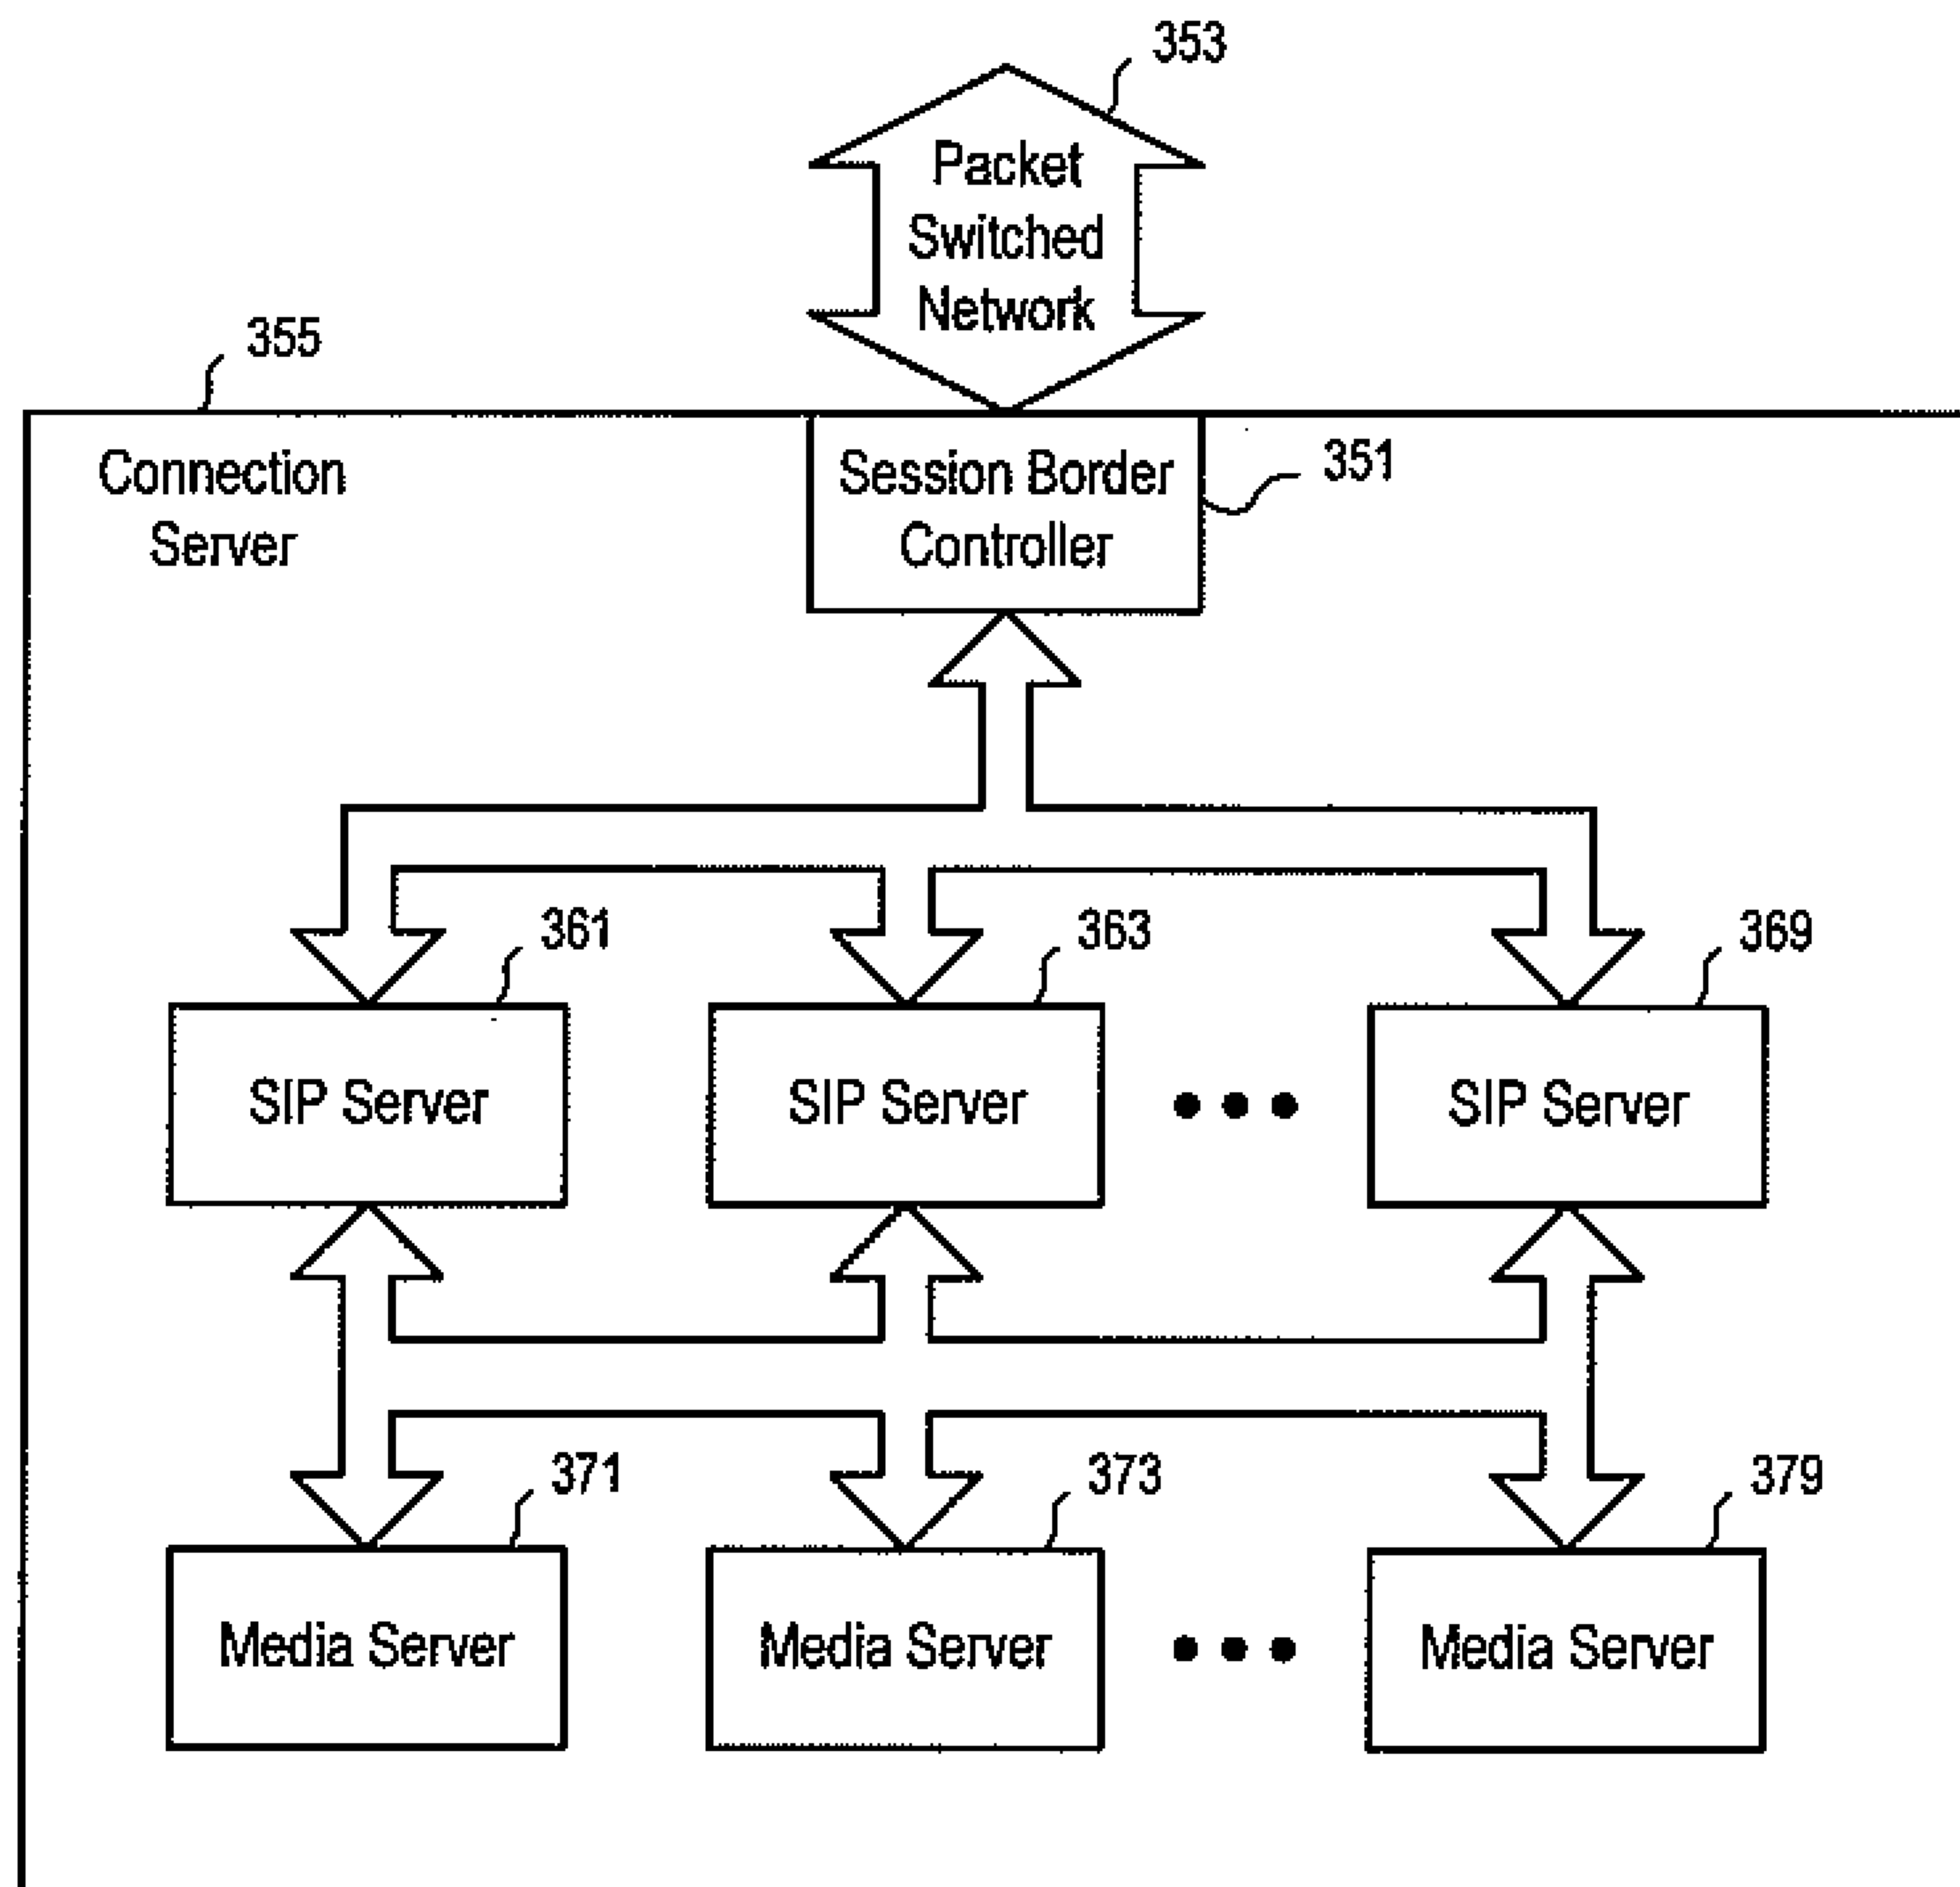 353
Packet
Switched
Network
355
Connection
Server
Session Border
Controller
351
361
363
369
SIP Server
SIP Server
SIP Server
371
373
379
Media Server
Media Server
Media Server